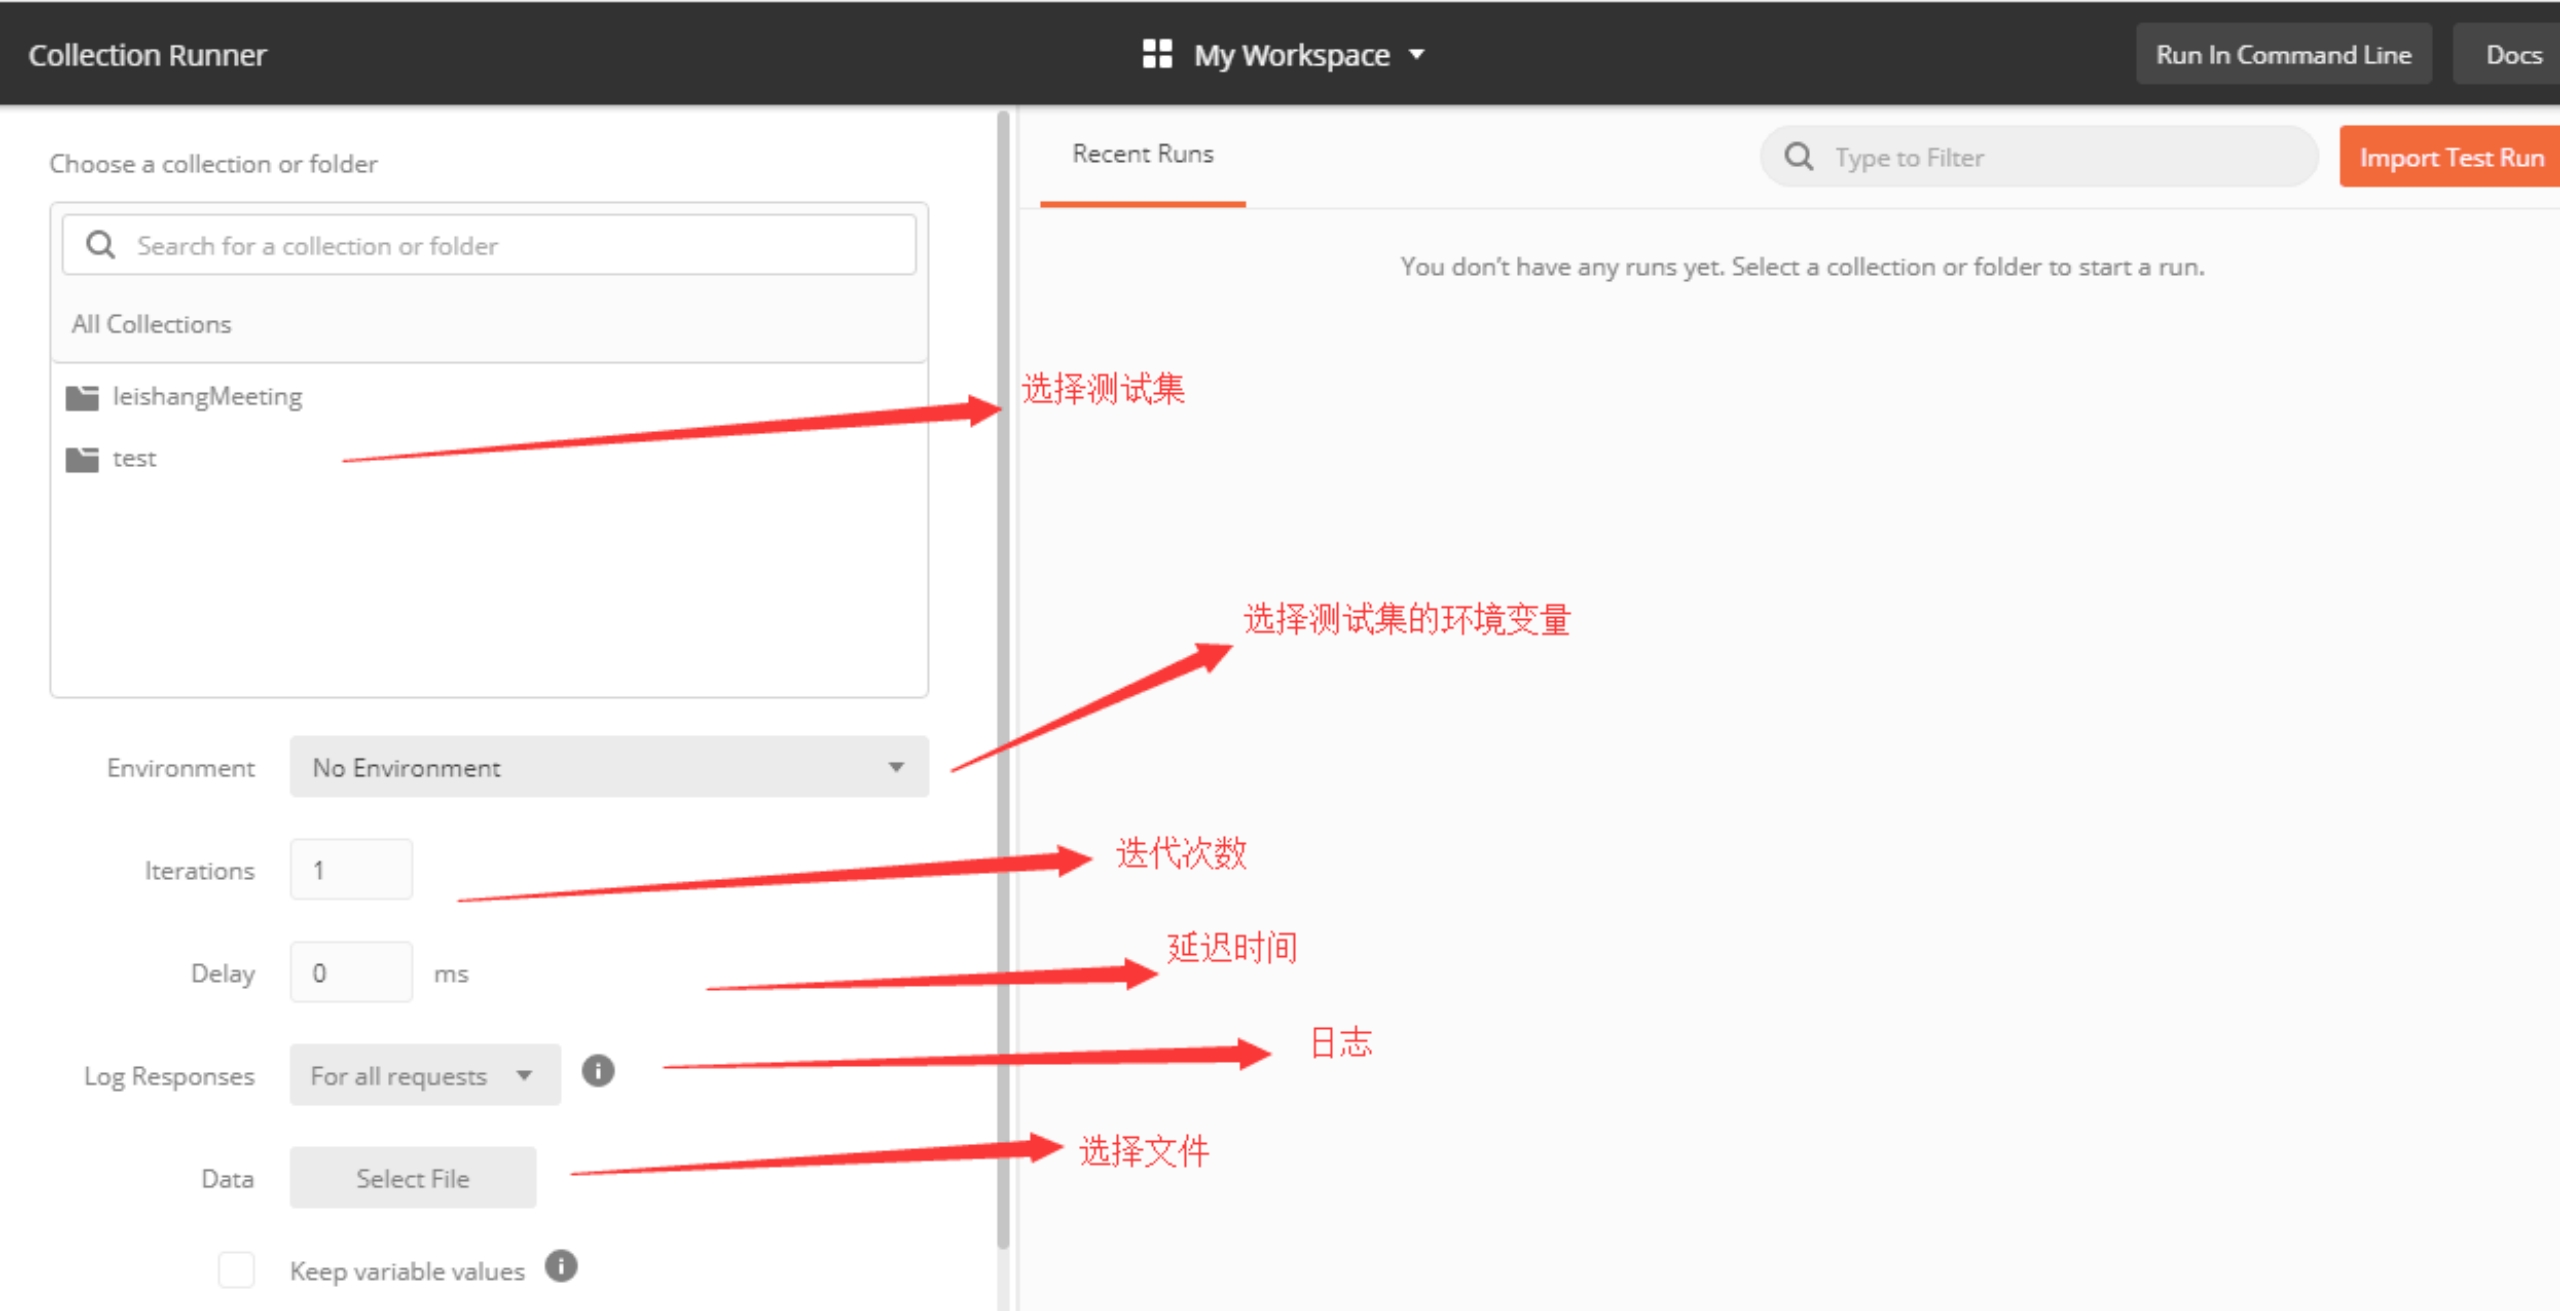 Collection Runner
My Workspace
Run In Command Line
Docs
Choose a collection or folder
Recent Runs
Type to Filter
Import Test Run
Search for a collection or folder
You don’t have any runs yet. Select a collection or folder to start a run.
All Collections
leishangMeeting
选择测试集
test
选择测试集的环境变量
Environment
No Environment
Iterations
1
迭代次数
延迟时间
Delay
0
ms
日志
Log Responses
For all requests
选择文件
Data
Select File
Keep variable values